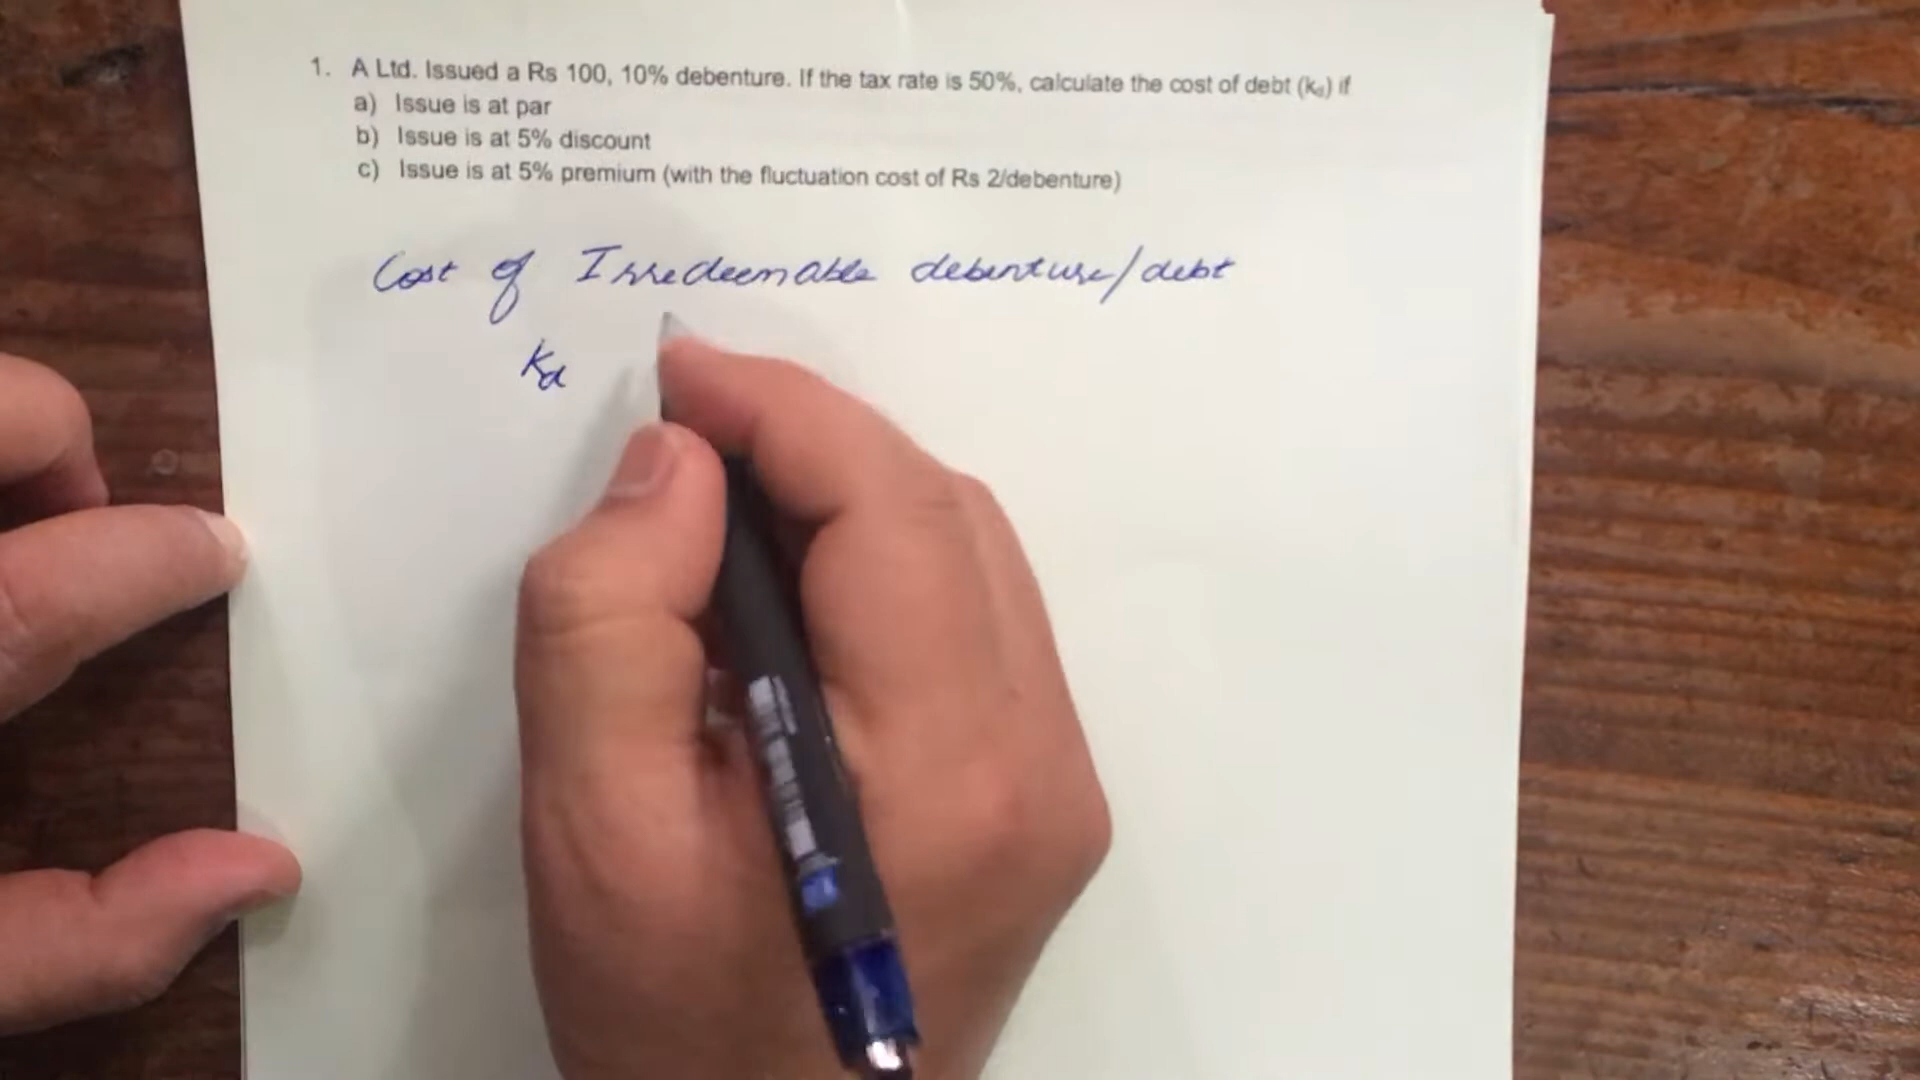 1. A Ltd. Issued a Rs 100, 10% debenture. If the tax rate is 50%, calculate the cost of debt (kd) if
a) Issue is at par
b) Issue is at 5% discount
c) Issue is at 5% premium (with the fluctuation cost of Rs 2/debenture)
Cost of Irredeemable debenture/debt
Kd